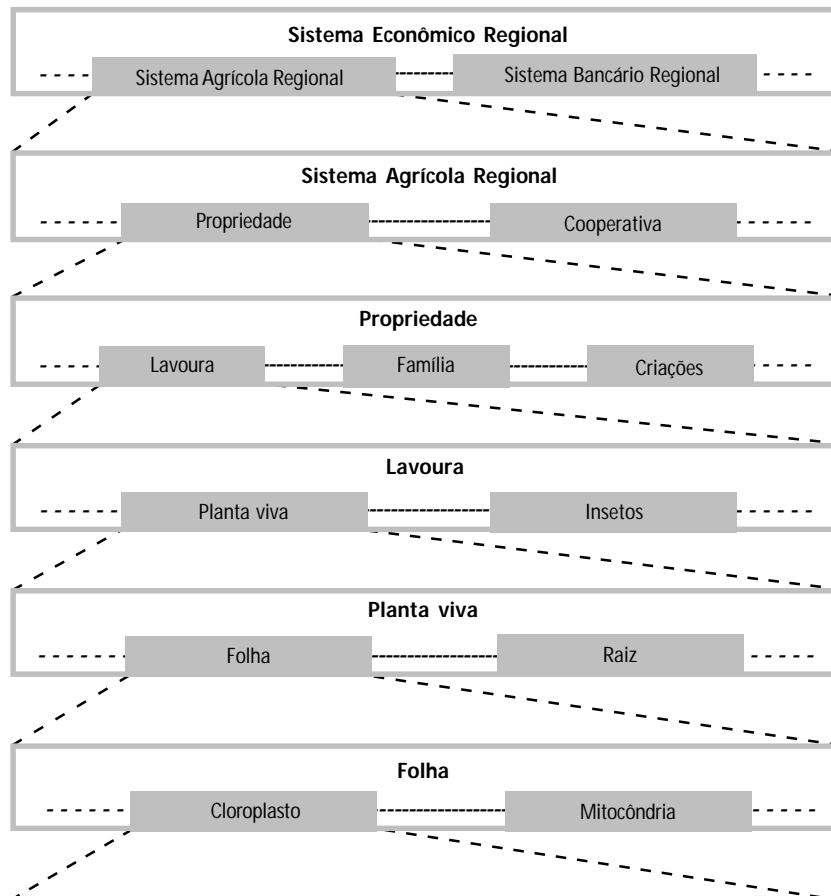 Sistema Econômico Regional
Sistema Agrícola Regional Sistema Bancário Regional
Sistema Agrícola Regional
Propriedade Cooperativa
Propriedade
Lavoura Família Criações
Lavoura
Planta viva Insetos
Planta viva
Folha Raiz
Folha
Cloroplasto Mitocôndria